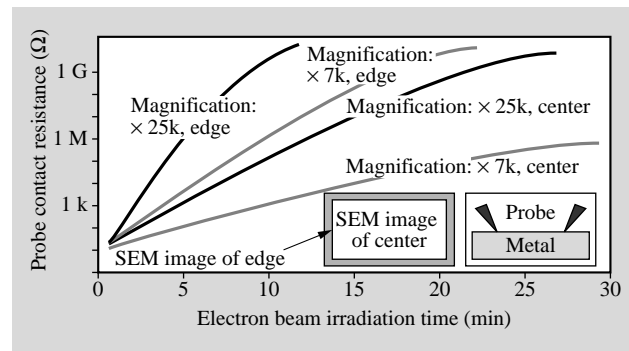 Probe contact resistance (Ω)
1 G
1 M
1 k
Magnification:
× 7k, edge
Magnification:
× 25k, edge
Magnification: × 25k, center
Magnification: × 7k, center
SEM image
of center
Probe
Metal
SEM image of edge
0
5
10
15
20
25
30
Electron beam irradiation time (min)